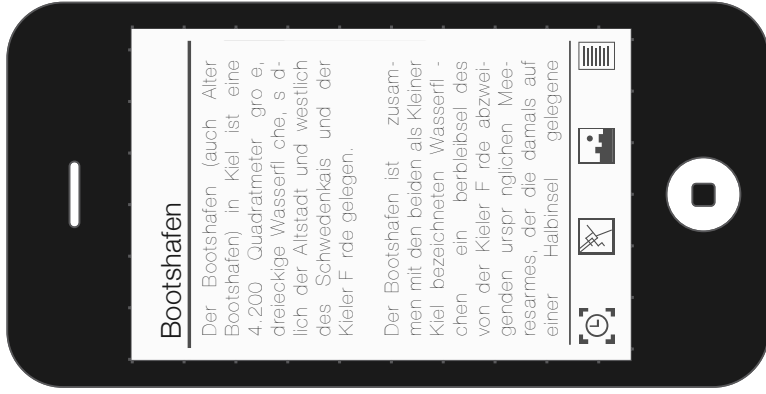 Bootshafen
Der Bootshafen (auch Alter
Bootshafen) in Kiel ist eine
4.200 Quadratmeter gro e,
dreieckige Wasserfl che, s d-
lich der Altstadt und westlich
des Schwedenkais und der
Kieler F rde gelegen.
Der Bootshafen ist zusam-
men mit den beiden als Kleiner
Kiel bezeichneten Wasserfl -
chen ein berbleibsel des
von der Kieler F rde abzwei-
genden urspr nglichen Mee-
resarmes, der die damals auf
einer Halbinsel gelegene